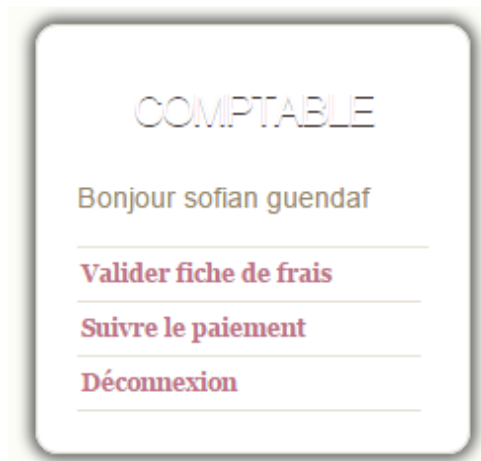 COMPTABLE
Bonjour sofian guendaf
Valider fiche de frais
Suivre le paiement
Déconnexion